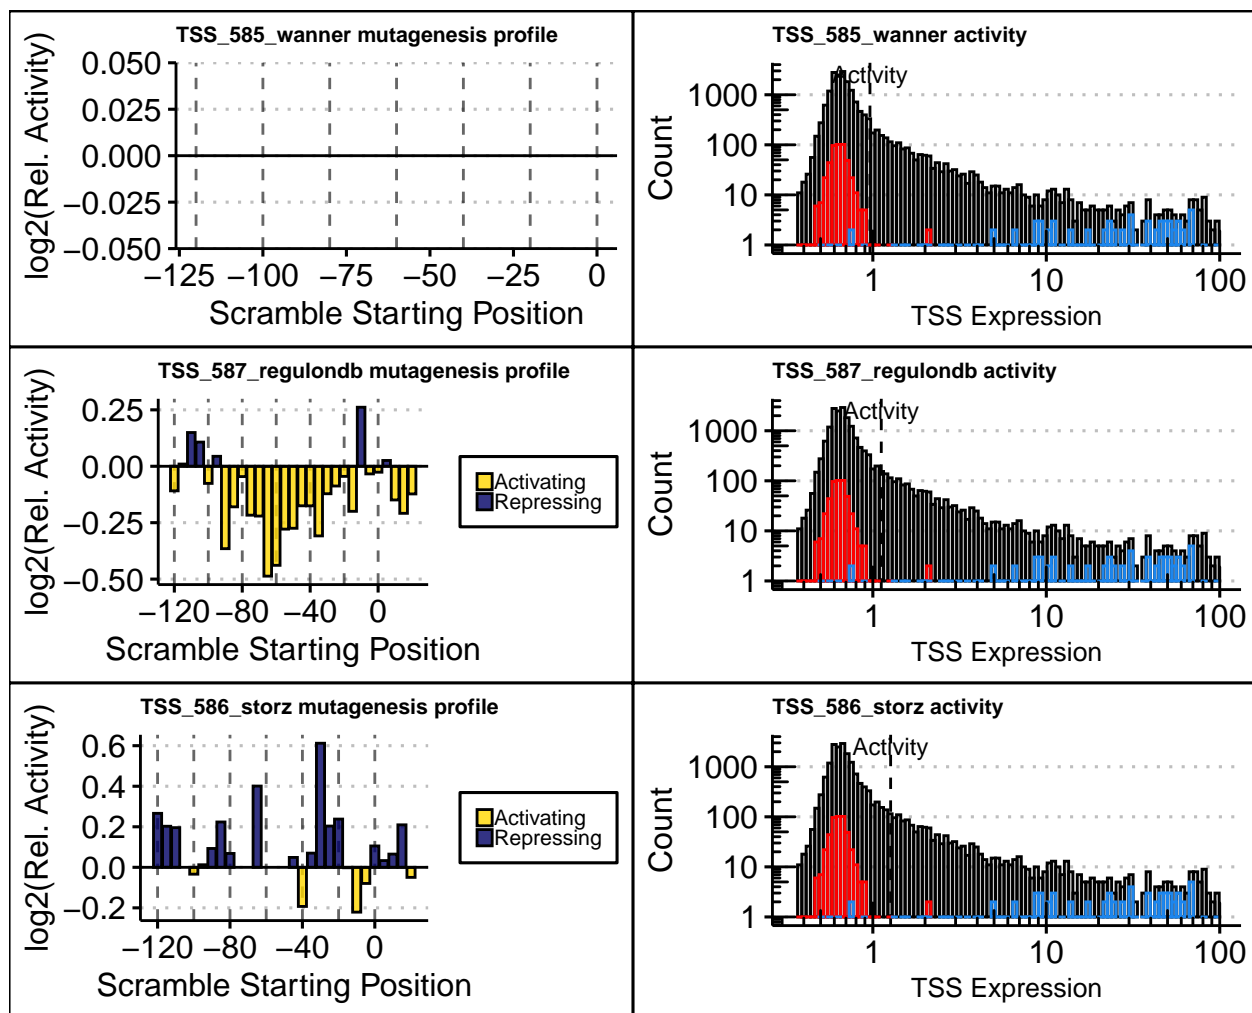 TSS_585_wanner mutagenesis profile
log2(Rel. Activity)
0.050
0.025
0.000
−0.025
−0.050
−125 −100 −75 −50 −25 0
Scramble Starting Position
TSS_585_wanner activity
Activity
Count
1000
100
10
1
1 10 100
TSS Expression
TSS_587_regulondb mutagenesis profile
log2(Rel. Activity)
0.25
0.00
−0.25
−0.50
−120 −80 −40 0
Scramble Starting Position
Activating
Repressing
TSS_587_regulondb activity
Activity
Count
1000
100
10
1
1 10 100
TSS Expression
TSS_586_storz mutagenesis profile
log2(Rel. Activity)
0.6
0.4
0.2
0.0
−0.2
−120 −80 −40 0
Scramble Starting Position
Activating
Repressing
TSS_586_storz activity
Activity
Count
1000
100
10
1
1 10 100
TSS Expression